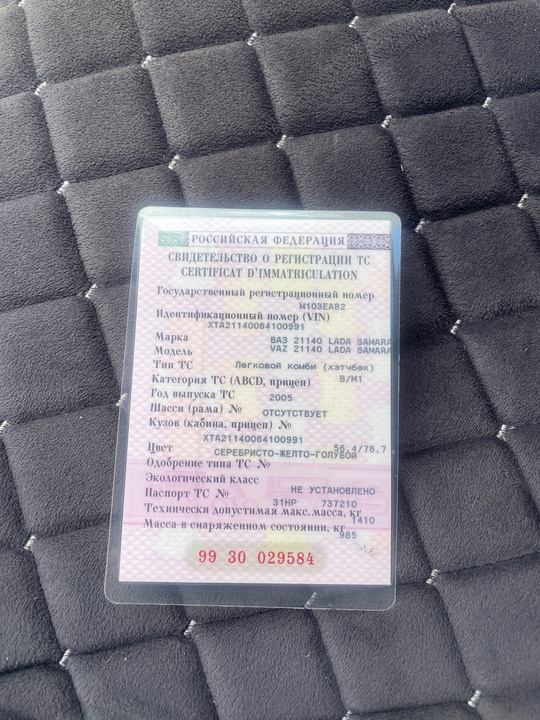 РОССИЙСКАЯ ФЕДЕРАЦИЯ
СВИДЕТЕЛЬСТВО О РЕГИСТРАЦИИ ТС
CERTIFICAT D'IMMATRICULATION
Государственный регистрационный номер
М103ЕА82
Идентификационный номер (VIN)
XTA21140064100991
Марка ВАЗ 21140 LADA SAMARA
Модель VAZ 21140 LADA SAMARA
Тип ТС Легковой комби (хэтчбек)
Категория ТС (ABCD, прицеп) B/M1
Год выпуска ТС 2005
Шасси (рама) № ОТСУТСТВУЕТ
Кузов (кабина, прицеп) №
XTA21140064100991
56.4/76.7
Цвет СЕРЕБРИСТО-ЖЕЛТО-ГОЛУБОЙ
Одобрение типа ТС №
Экологический класс
НЕ УСТАНОВЛЕНО
Паспорт ТС № 31НР 737210
Технически допустимая макс.масса, кг
1410
Масса в снаряженном состоянии, кг
985
99 30 029584